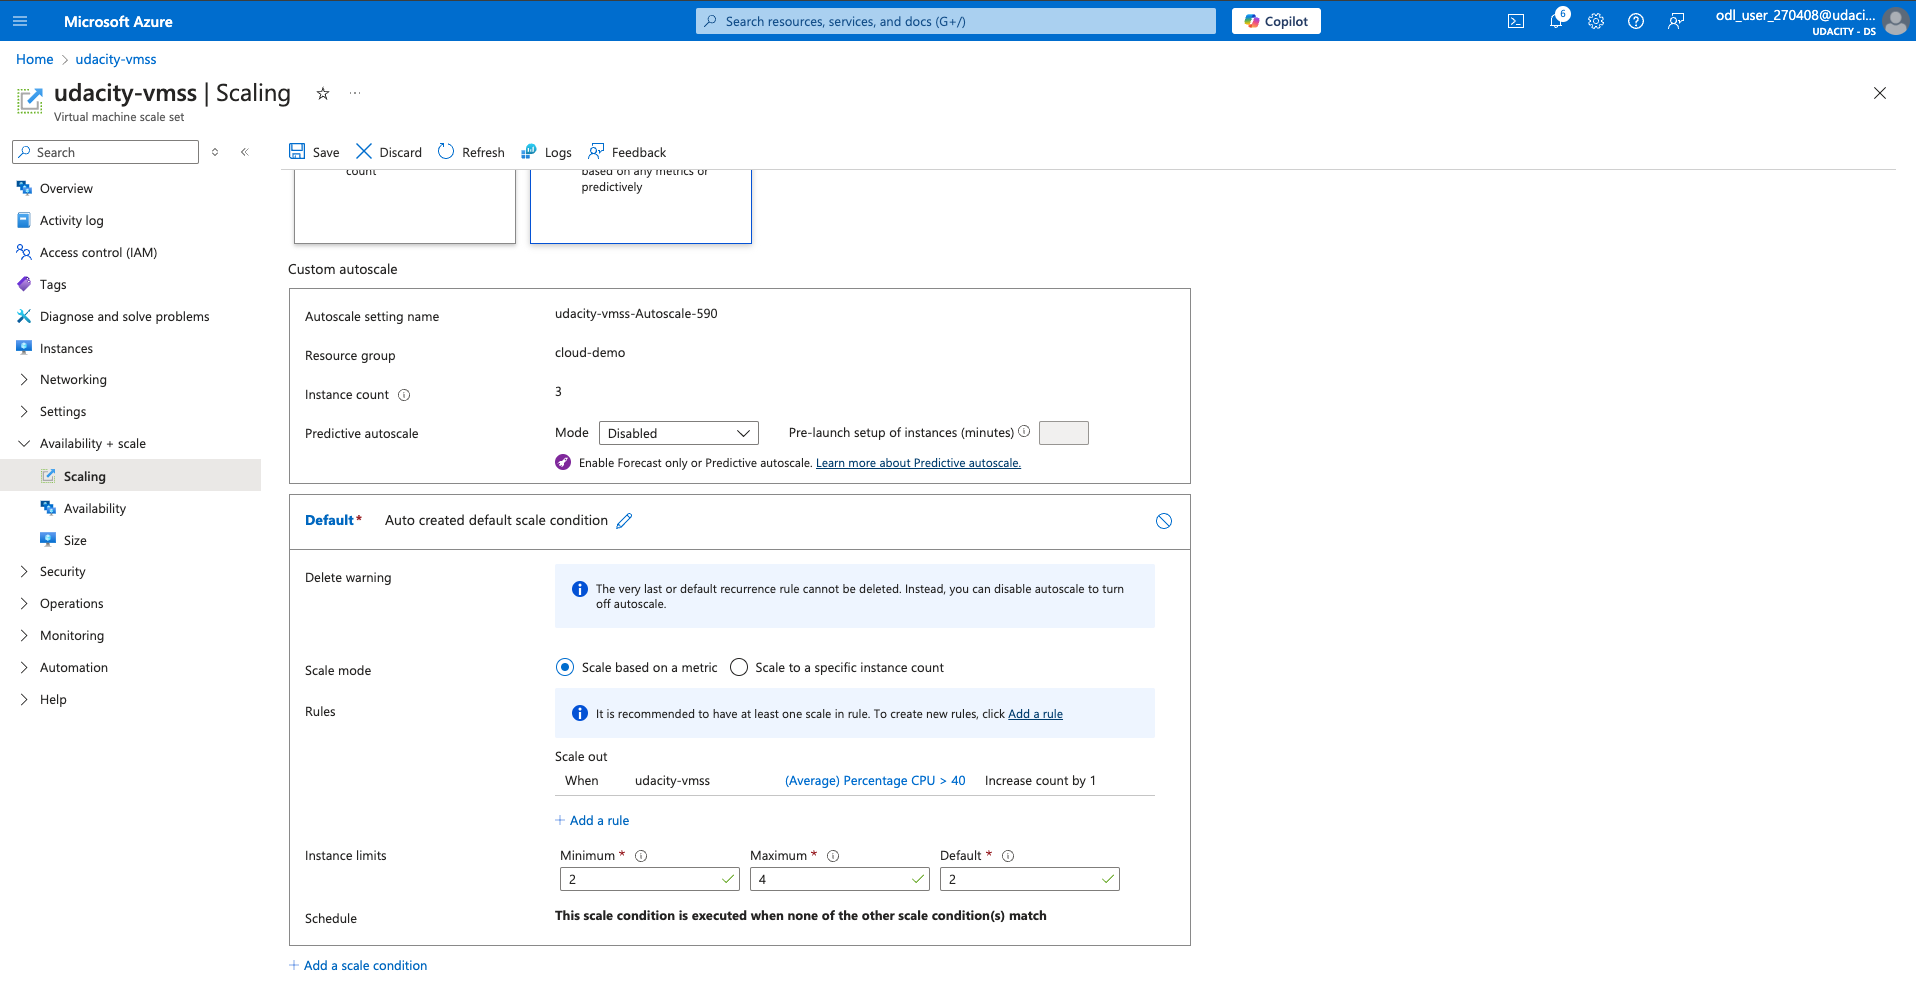 Microsoft Azure
Search resources, services, and docs (G+/)
Copilot
6
odl_user_270408@udaci...
UDACITY - DS
Home > udacity-vmss
udacity-vmss | Scaling
Virtual machine scale set
Search
Save
Discard
Refresh
Logs
Feedback
Overview
Activity log
Access control (IAM)
Tags
Diagnose and solve problems
Instances
Networking
Settings
Availability + scale
Scaling
Availability
Size
Security
Operations
Monitoring
Automation
Help
count
based on any metrics or
predictively
Custom autoscale
Autoscale setting name udacity-vmss-Autoscale-590
Resource group cloud-demo
Instance count 3
Predictive autoscale Mode Disabled Pre-launch setup of instances (minutes)
Enable Forecast only or Predictive autoscale. Learn more about Predictive autoscale.
Default* Auto created default scale condition
Delete warning
The very last or default recurrence rule cannot be deleted. Instead, you can disable autoscale to turn
off autoscale.
Scale mode Scale based on a metric Scale to a specific instance count
Rules It is recommended to have at least one scale in rule. To create new rules, click Add a rule
Scale out
When udacity-vmss (Average) Percentage CPU > 40 Increase count by 1
+ Add a rule
Instance limits Minimum * Maximum * Default *
2 4 2
Schedule This scale condition is executed when none of the other scale condition(s) match
+ Add a scale condition